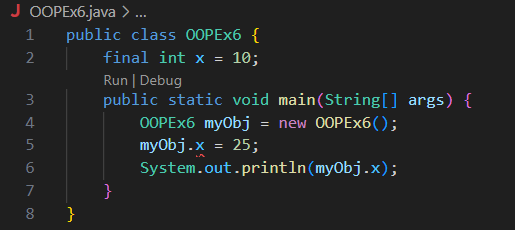 J OOPEx6.java > ...
1 public class OOPEx6 {
2     final int x = 10;
Run | Debug
3     public static void main(String[] args) {
4         OOPEx6 myObj = new OOPEx6();
5         myObj.x = 25;
6         System.out.println(myObj.x);
7     }
8 }